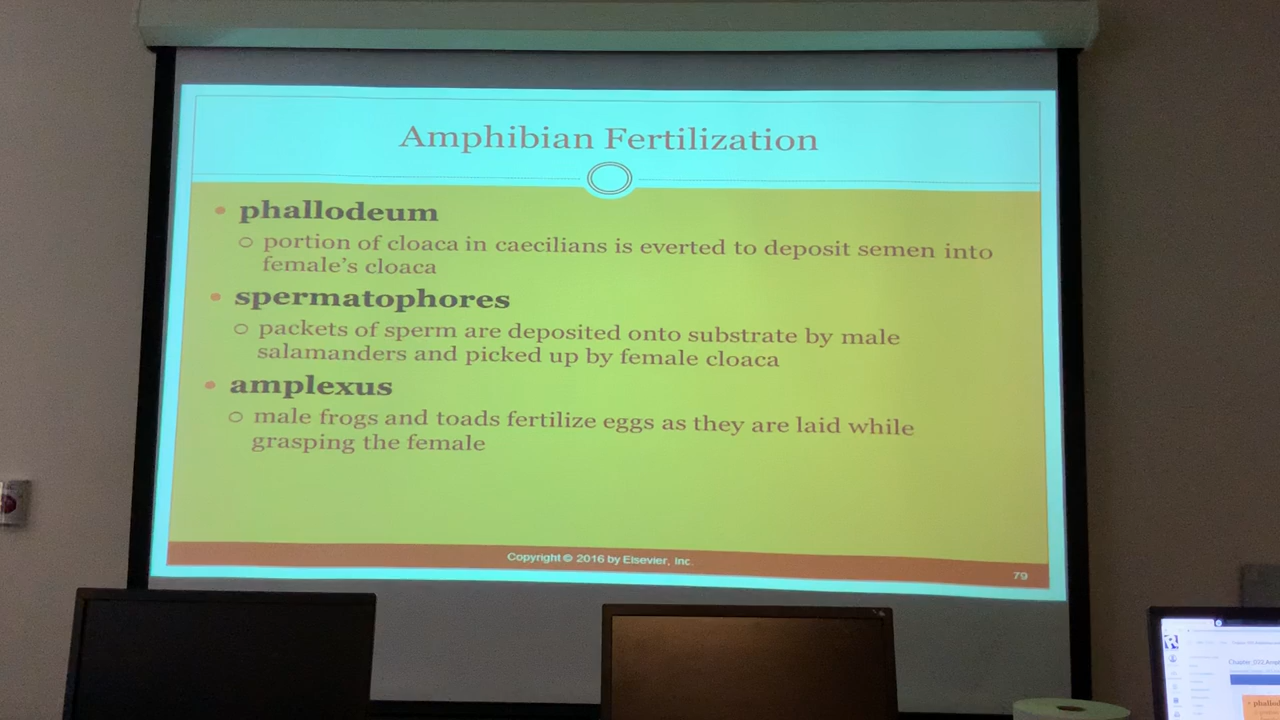 Amphibian Fertilization
• phallodeum
○ portion of cloaca in caecilians is everted to deposit semen into
female's cloaca
• spermatophores
○ packets of sperm are deposited onto substrate by male
salamanders and picked up by female cloaca
• amplexus
○ male frogs and toads fertilize eggs as they are laid while
grasping the female
Copyright © 2016 by Elsevier, Inc.
79